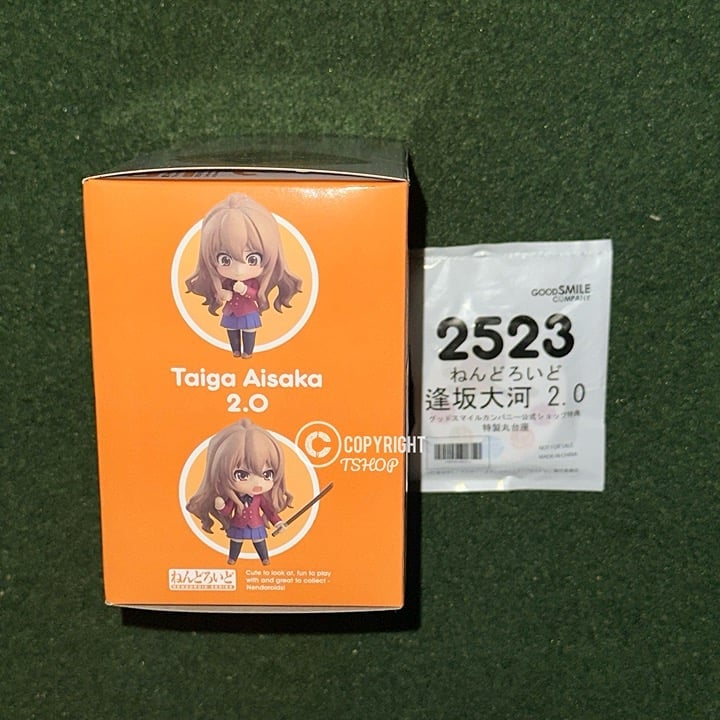 Taiga Aisaka
2.0
ねんどろいど
NENDOROID SERIES
Cute to look at, fun to play
with and great to collect -
Nendoroids!
© COPYRIGHT
TSHOP
GOODSMILE
COMPANY
2523
ねんどろいど
逢坂大河 2.0
グッドスマイルカンパニー公式ショップ特典
特製丸台座
NOT FOR SALE
MADE IN CHINA